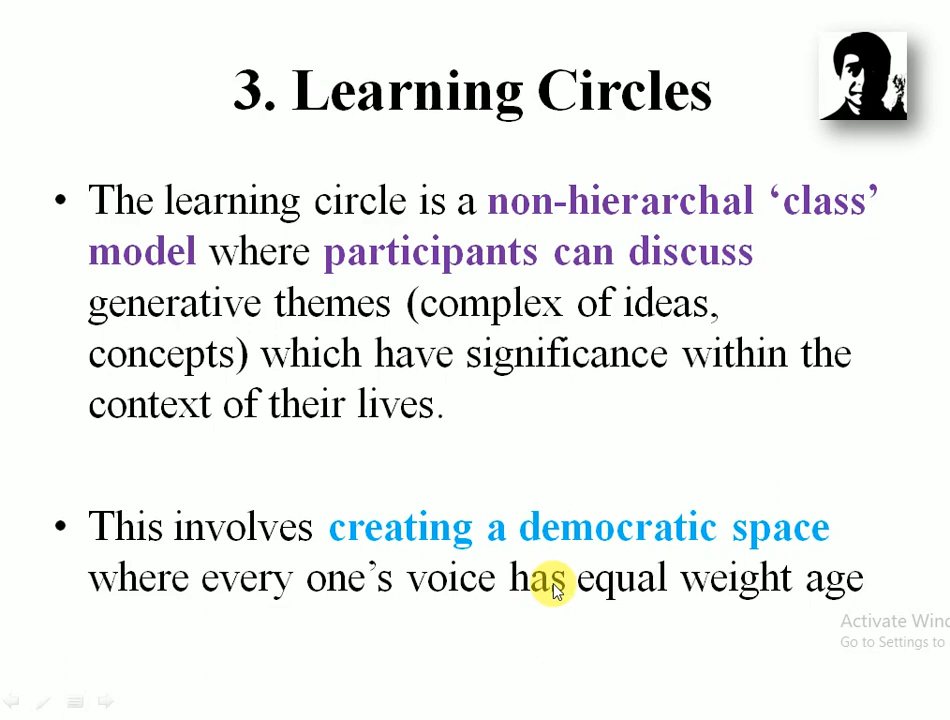 3. Learning Circles
• The learning circle is a non-hierarchal ‘class’
model where participants can discuss
generative themes (complex of ideas,
concepts) which have significance within the
context of their lives.
• This involves creating a democratic space
where every one’s voice has equal weight age
Activate Wind
Go to Settings to